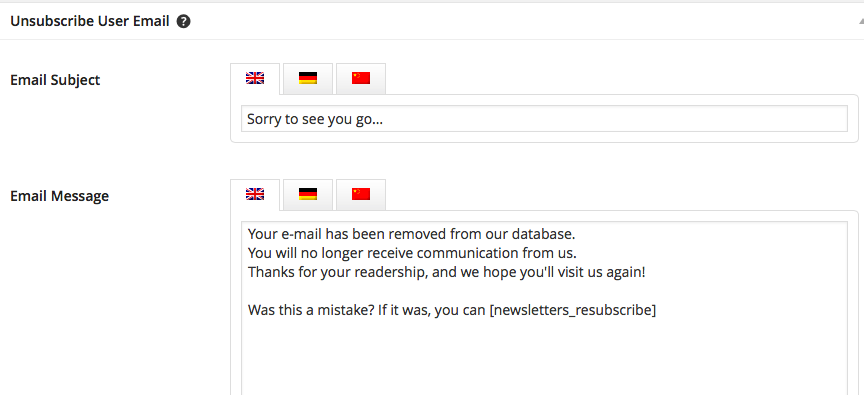 Unsubscribe User Email ?
Email Subject
Sorry to see you go...
Email Message
Your e-mail has been removed from our database.
You will no longer receive communication from us.
Thanks for your readership, and we hope you'll visit us again!
Was this a mistake? If it was, you can [newsletters_resubscribe]